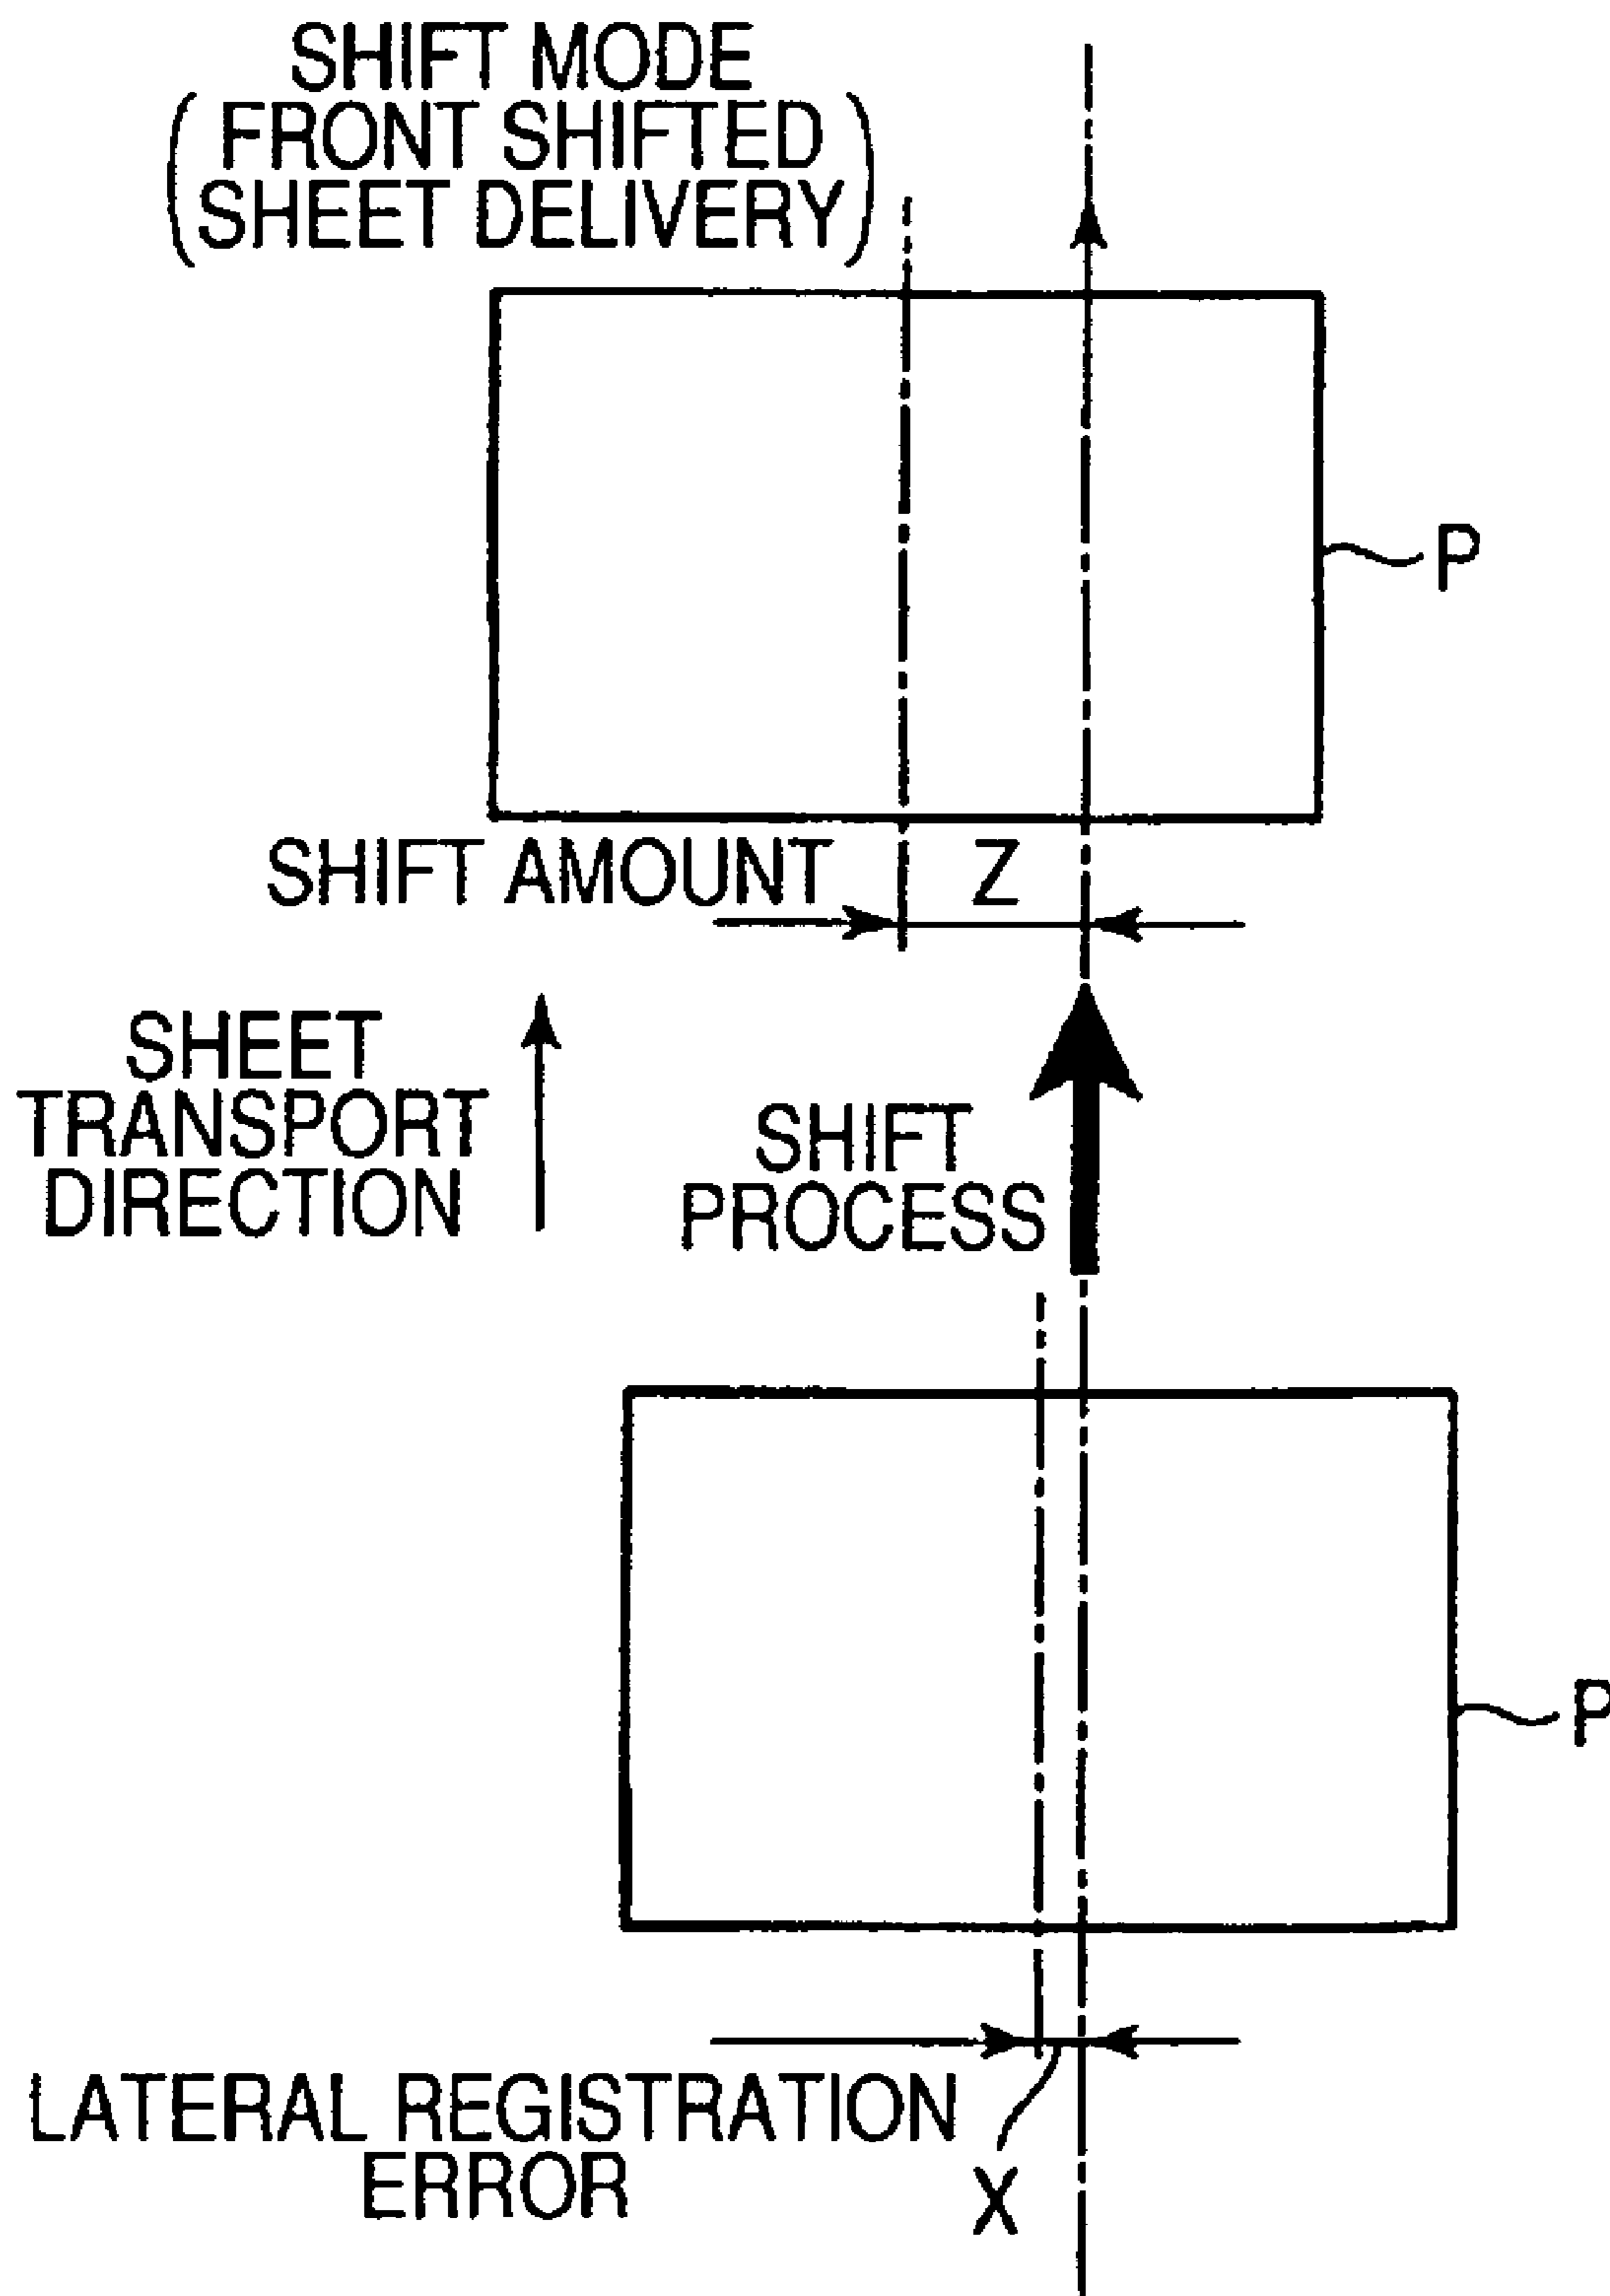 SHIFT MODE
(FRONT SHIFTED
SHEET DELIVERY)
P
SHIFT AMOUNT
Z
SHEET
TRANSPORT
DIRECTION
SHIFT
PROCESS
P
LATERAL REGISTRATION
ERROR
X